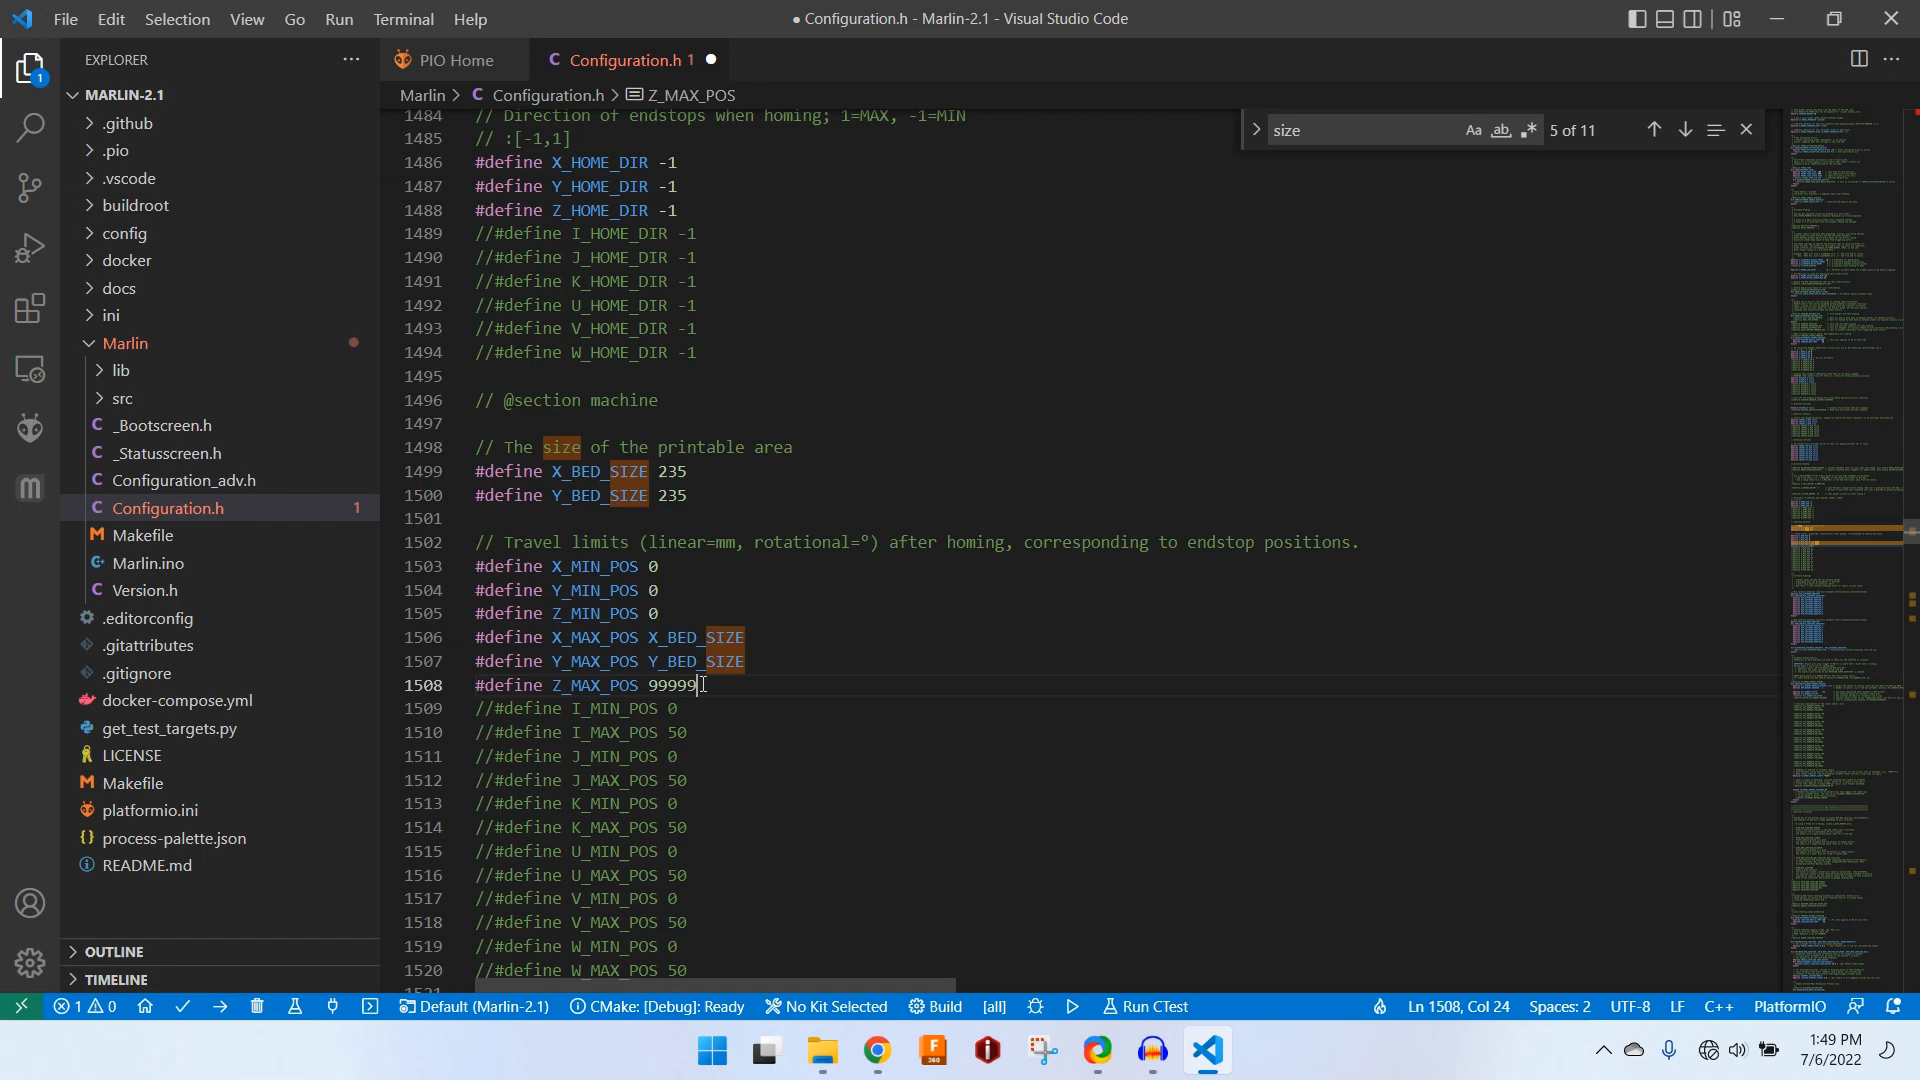 File Edit Selection View Go Run Terminal Help
● Configuration.h - Marlin-2.1 - Visual Studio Code
EXPLORER
MARLIN-2.1
.github
.pio
.vscode
buildroot
config
docker
docs
ini
Marlin
lib
src
_Bootscreen.h
_Statusscreen.h
Configuration_adv.h
Configuration.h 1
Makefile
Marlin.ino
Version.h
.editorconfig
.gitattributes
.gitignore
docker-compose.yml
get_test_targets.py
LICENSE
Makefile
platformio.ini
process-palette.json
README.md
OUTLINE
TIMELINE
PIO Home
Configuration.h 1
Marlin > Configuration.h > Z_MAX_POS
size
Aa ab 5 of 11
1484 // Direction of endstops when homing; 1=MAX, -1=MIN
1485 // :[-1,1]
1486 #define X_HOME_DIR -1
1487 #define Y_HOME_DIR -1
1488 #define Z_HOME_DIR -1
1489 //#define I_HOME_DIR -1
1490 //#define J_HOME_DIR -1
1491 //#define K_HOME_DIR -1
1492 //#define U_HOME_DIR -1
1493 //#define V_HOME_DIR -1
1494 //#define W_HOME_DIR -1
1495
1496 // @section machine
1497
1498 // The size of the printable area
1499 #define X_BED_SIZE 235
1500 #define Y_BED_SIZE 235
1501
1502 // Travel limits (linear=mm, rotational=°) after homing, corresponding to endstop positions.
1503 #define X_MIN_POS 0
1504 #define Y_MIN_POS 0
1505 #define Z_MIN_POS 0
1506 #define X_MAX_POS X_BED_SIZE
1507 #define Y_MAX_POS Y_BED_SIZE
1508 #define Z_MAX_POS 99999
1509 //#define I_MIN_POS 0
1510 //#define I_MAX_POS 50
1511 //#define J_MIN_POS 0
1512 //#define J_MAX_POS 50
1513 //#define K_MIN_POS 0
1514 //#define K_MAX_POS 50
1515 //#define U_MIN_POS 0
1516 //#define U_MAX_POS 50
1517 //#define V_MIN_POS 0
1518 //#define V_MAX_POS 50
1519 //#define W_MIN_POS 0
1520 //#define W_MAX_POS 50
1 0 Default (Marlin-2.1) CMake: [Debug]: Ready No Kit Selected Build [all] Run CTest Ln 1508, Col 24 Spaces: 2 UTF-8 LF C++ PlatformIO
1:49 PM
7/6/2022